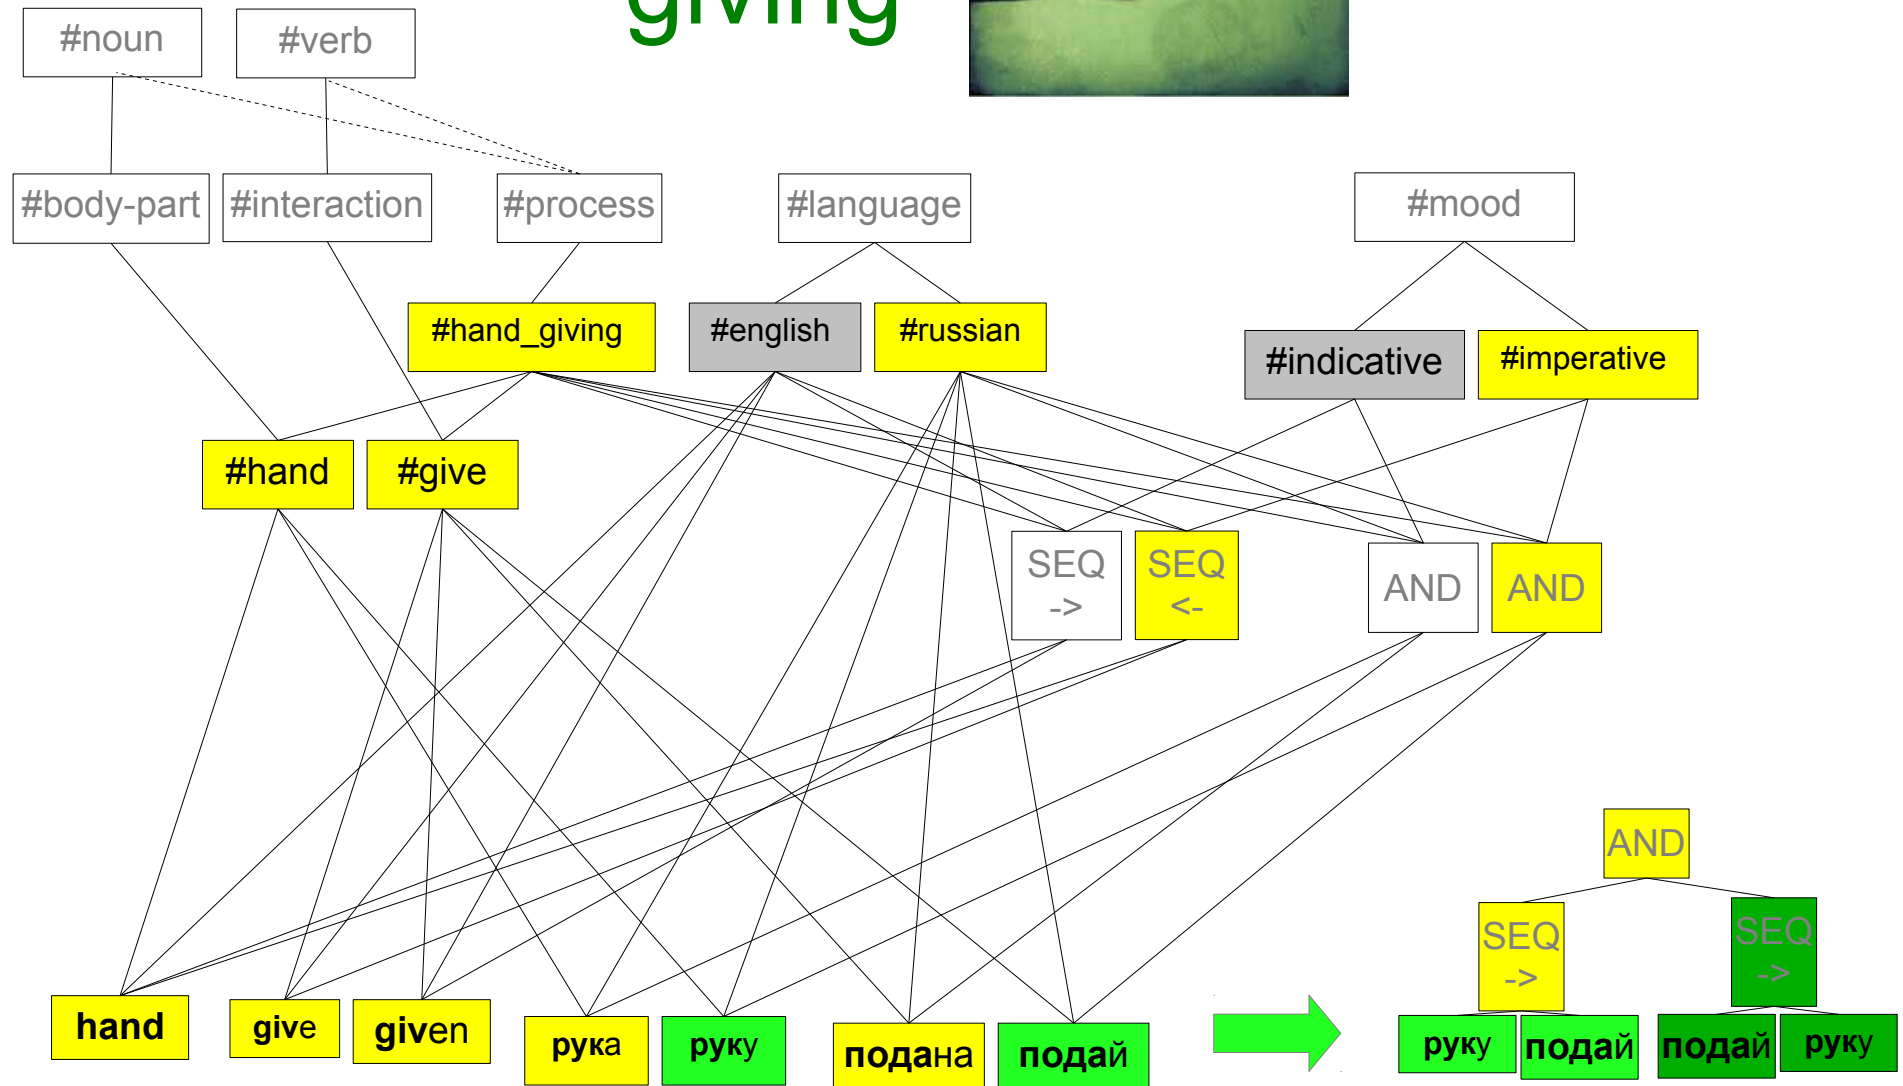 giving
#noun
#verb
#body-part
#interaction
#process
#language
#mood
#hand_giving
#english
#russian
#indicative
#imperative
#hand
#give
SEQ
->
SEQ
<-
AND
AND
AND
SEQ
->
SEQ
->
hand
give
given
рука
руку
подана
подай
руку
подай
подай
руку